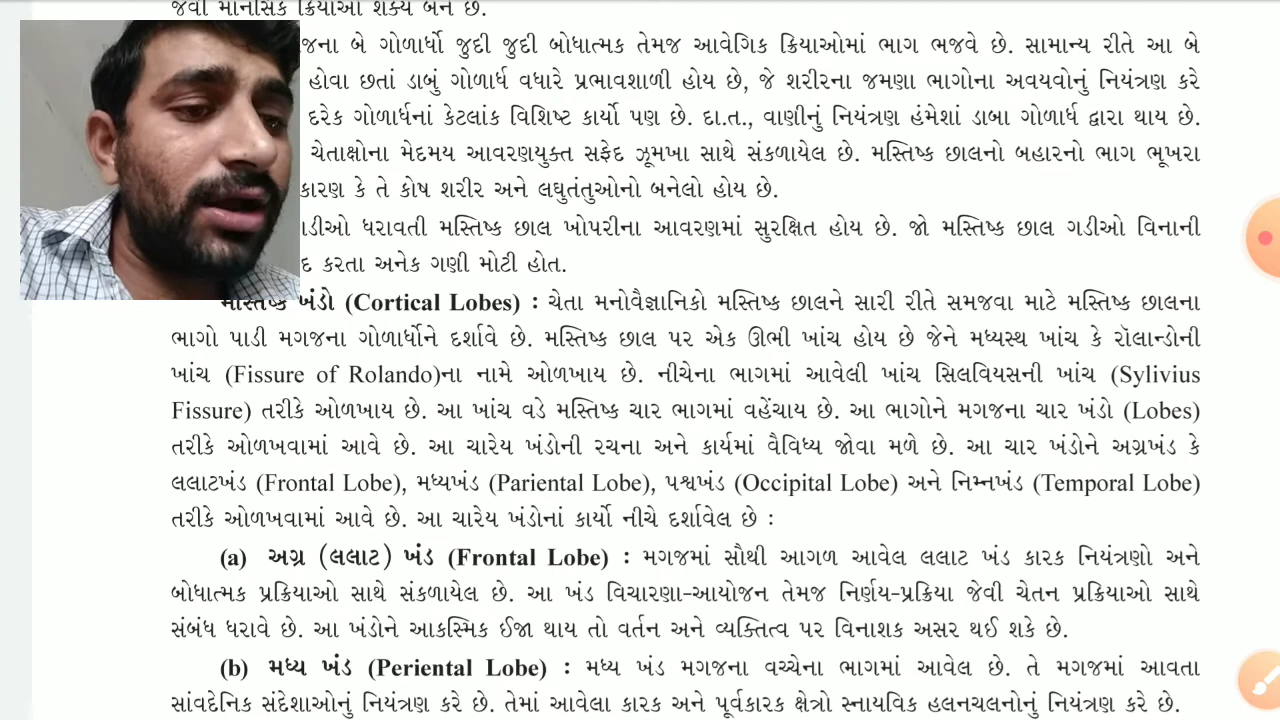 જેવી માનસિક ક્રિયાઓ શક્ય બને છે.
જના બે ગોળાર્ધો જુદી જુદી બોધાત્મક તેમજ આવેગિક ક્રિયાઓમાં ભાગ ભજવે છે. સામાન્ય રીતે આ બે
હોવા છતાં ડાબું ગોળાર્ધ વધારે પ્રભાવશાળી હોય છે, જે શરીરના જમણા ભાગોના અવયવોનું નિયંત્રણ કરે
દરેક ગોળાર્ધનાં કેટલાંક વિશિષ્ટ કાર્યો પણ છે. દા.ત., વાણીનું નિયંત્રણ હંમેશાં ડાબા ગોળાર્ધ દ્વારા થાય છે.
ચેતાક્ષોના મેદમય આવરણયુક્ત સફેદ ઝૂમખા સાથે સંકળાયેલ છે. મસ્તિષ્ક છાલનો બહારનો ભાગ ભૂખરા
કારણ કે તે કોષ શરીર અને લઘુતંતુઓનો બનેલો હોય છે.
ડીઓ ધરાવતી મસ્તિષ્ક છાલ ખોપરીના આવરણમાં સુરક્ષિત હોય છે. જો મસ્તિષ્ક છાલ ગડીઓ વિનાની
દ કરતા અનેક ગણી મોટી હોત.
મસ્તિષ્ક ખંડો (Cortical Lobes) : ચેતા મનોવૈજ્ઞાનિકો મસ્તિષ્ક છાલને સારી રીતે સમજવા માટે મસ્તિષ્ક છાલના
ભાગો પાડી મગજના ગોળાર્ધોને દર્શાવે છે. મસ્તિષ્ક છાલ પર એક ઊભી ખાંચ હોય છે જેને મધ્યસ્થ ખાંચ કે રૉલાન્ડોની
ખાંચ (Fissure of Rolando)ના નામે ઓળખાય છે. નીચેના ભાગમાં આવેલી ખાંચ સિલવિયસની ખાંચ (Sylivius
Fissure) તરીકે ઓળખાય છે. આ ખાંચ વડે મસ્તિષ્ક ચાર ભાગમાં વહેંચાય છે. આ ભાગોને મગજના ચાર ખંડો (Lobes)
તરીકે ઓળખવામાં આવે છે. આ ચારેય ખંડોની રચના અને કાર્યમાં વૈવિધ્ય જોવા મળે છે. આ ચાર ખંડોને અગ્રખંડ કે
લલાટખંડ (Frontal Lobe), મધ્યખંડ (Pariental Lobe), પશ્વખંડ (Occipital Lobe) અને નિમ્નખંડ (Temporal Lobe)
તરીકે ઓળખવામાં આવે છે. આ ચારેય ખંડોનાં કાર્યો નીચે દર્શાવેલ છે :
(a) અગ્ર (લલાટ) ખંડ (Frontal Lobe) : મગજમાં સૌથી આગળ આવેલ લલાટ ખંડ કારક નિયંત્રણો અને
બોધાત્મક પ્રક્રિયાઓ સાથે સંકળાયેલ છે. આ ખંડ વિચારણા-આયોજન તેમજ નિર્ણય-પ્રક્રિયા જેવી ચેતન પ્રક્રિયાઓ સાથે
સંબંધ ધરાવે છે. આ ખંડોને આકસ્મિક ઈજા થાય તો વર્તન અને વ્યક્તિત્વ પર વિનાશક અસર થઈ શકે છે.
(b) મધ્ય ખંડ (Periental Lobe) : મધ્ય ખંડ મગજના વચ્ચેના ભાગમાં આવેલ છે. તે મગજમાં આવતા
સાંવદેનિક સંદેશાઓનું નિયંત્રણ કરે છે. તેમાં આવેલા કારક અને પૂર્વકારક ક્ષેત્રો સ્નાયવિક હલનચલનોનું નિયંત્રણ કરે છે.